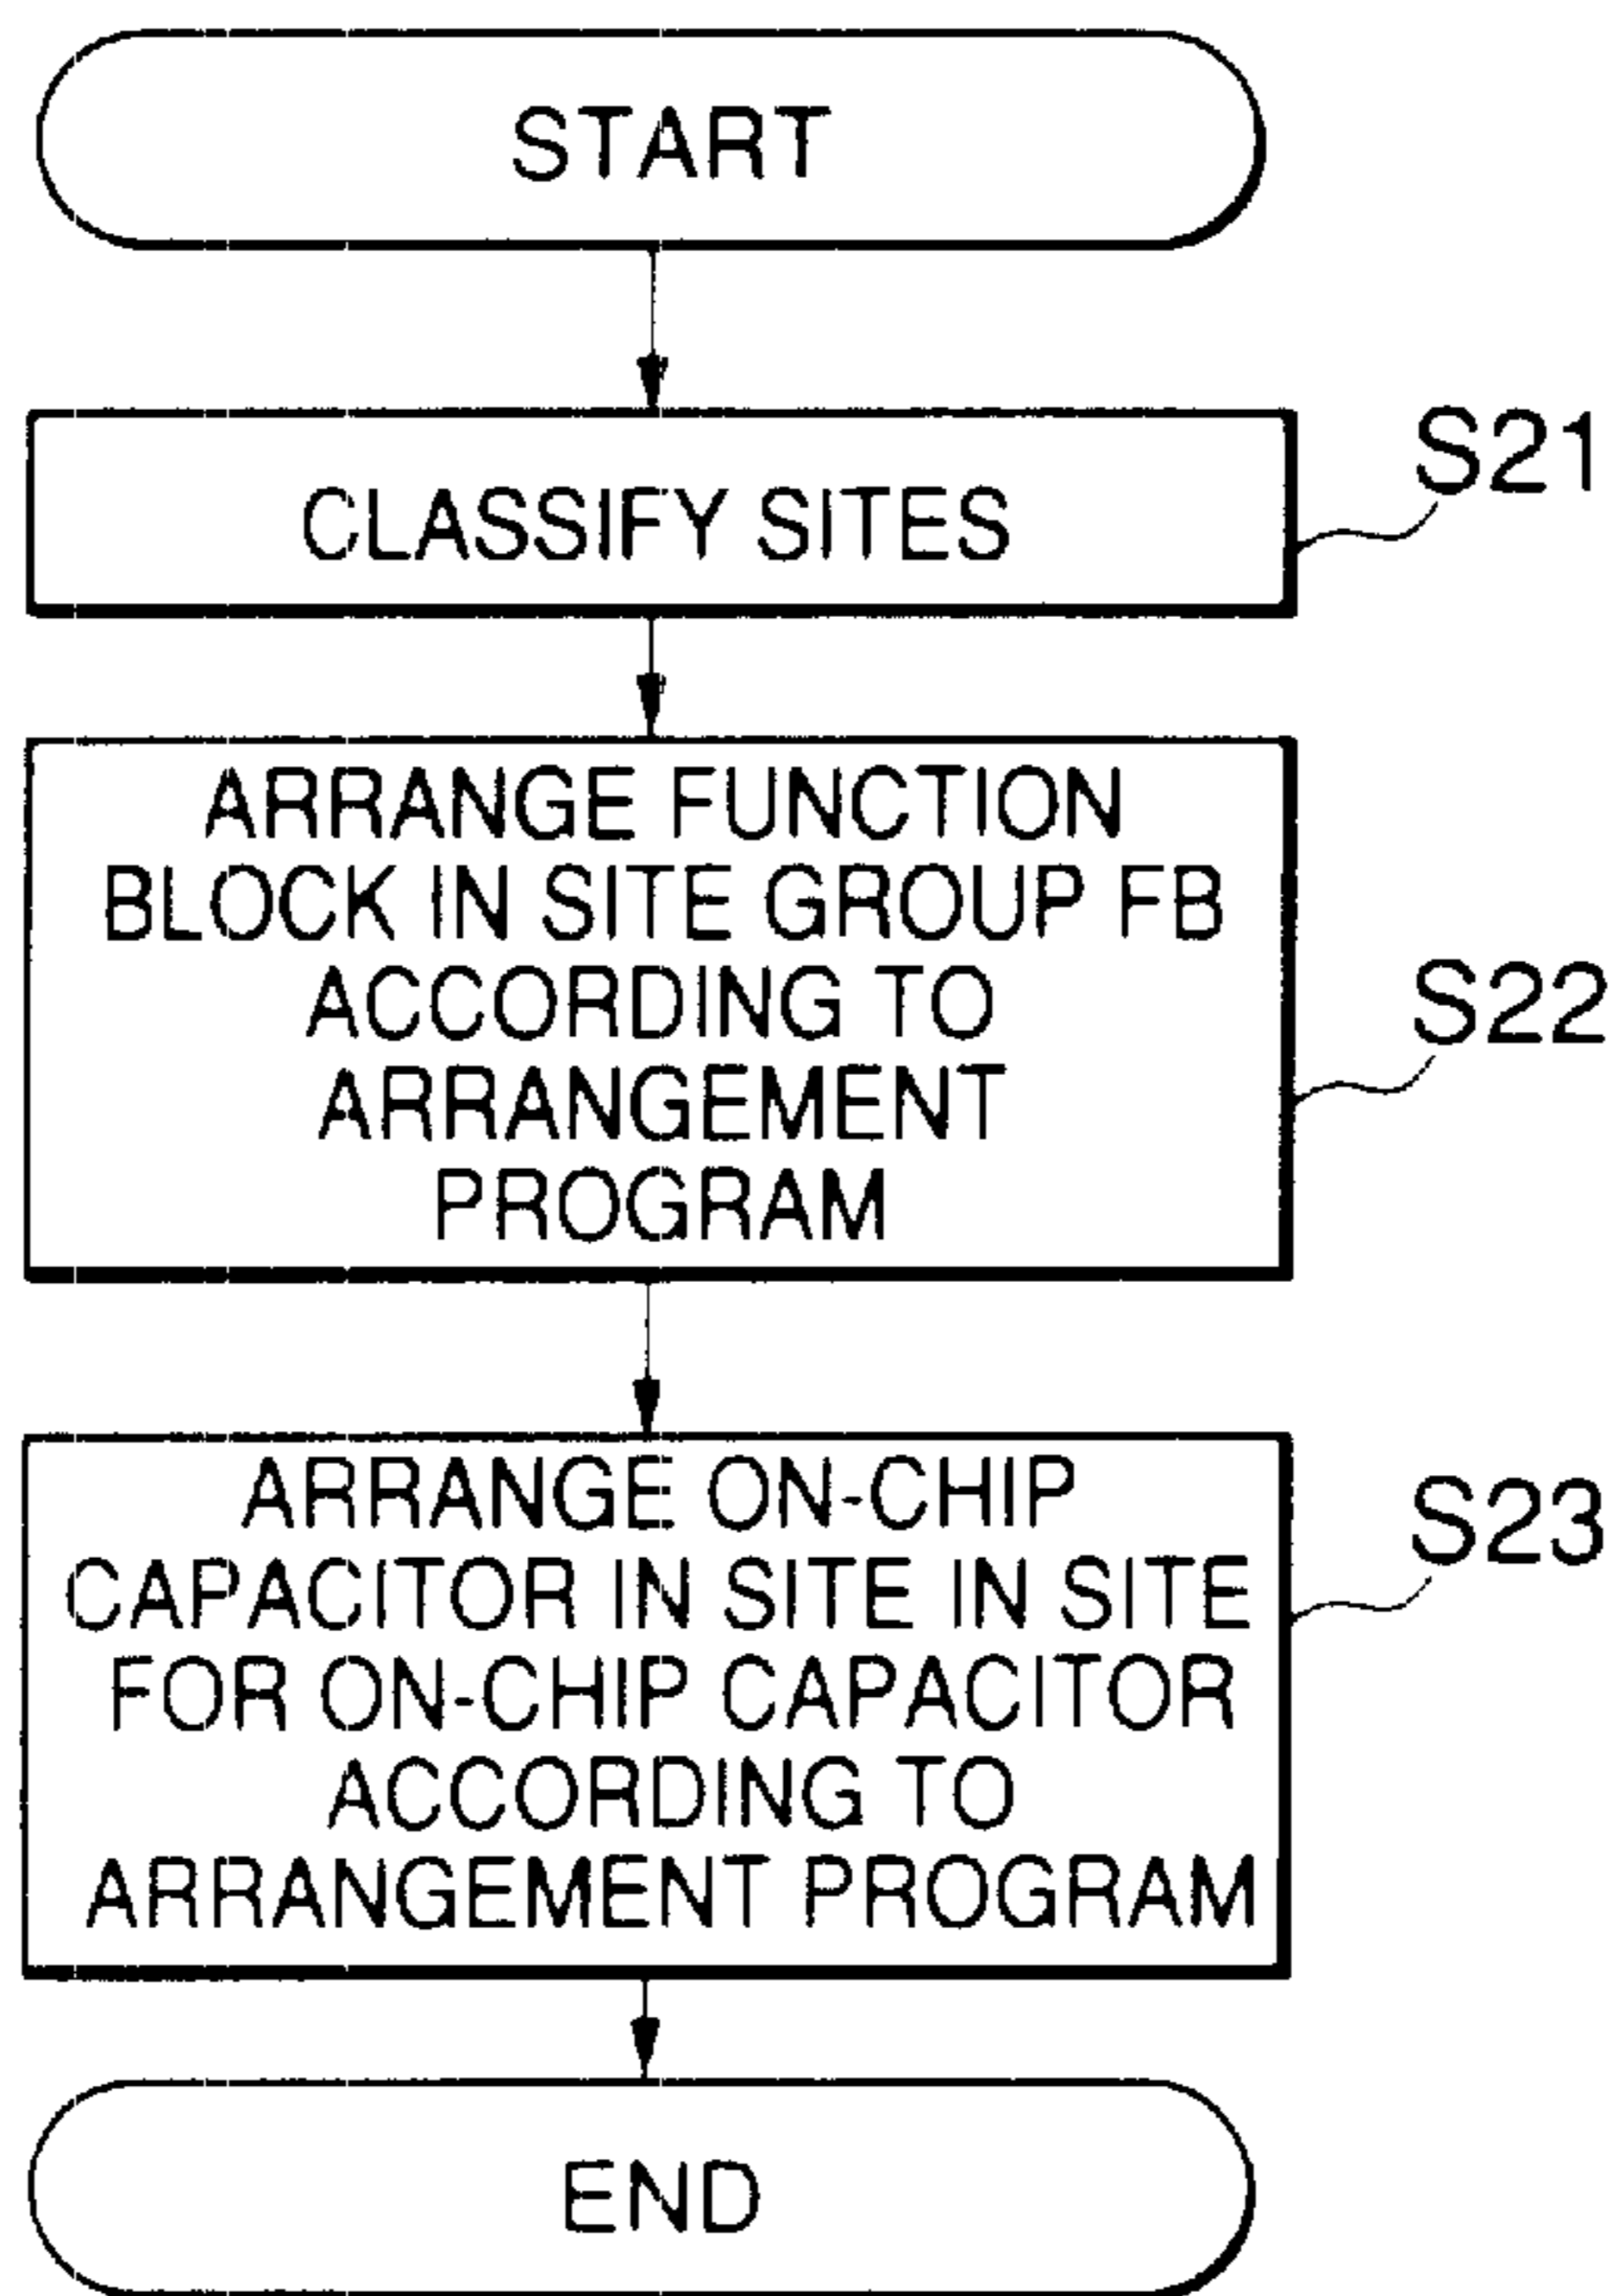 START
CLASSIFY SITES
S21
ARRANGE FUNCTION
BLOCK IN SITE GROUP FB
ACCORDING TO
ARRANGEMENT
PROGRAM
S22
ARRANGE ON-CHIP
CAPACITOR IN SITE IN SITE
FOR ON-CHIP CAPACITOR
ACCORDING TO
ARRANGEMENT PROGRAM
S23
END